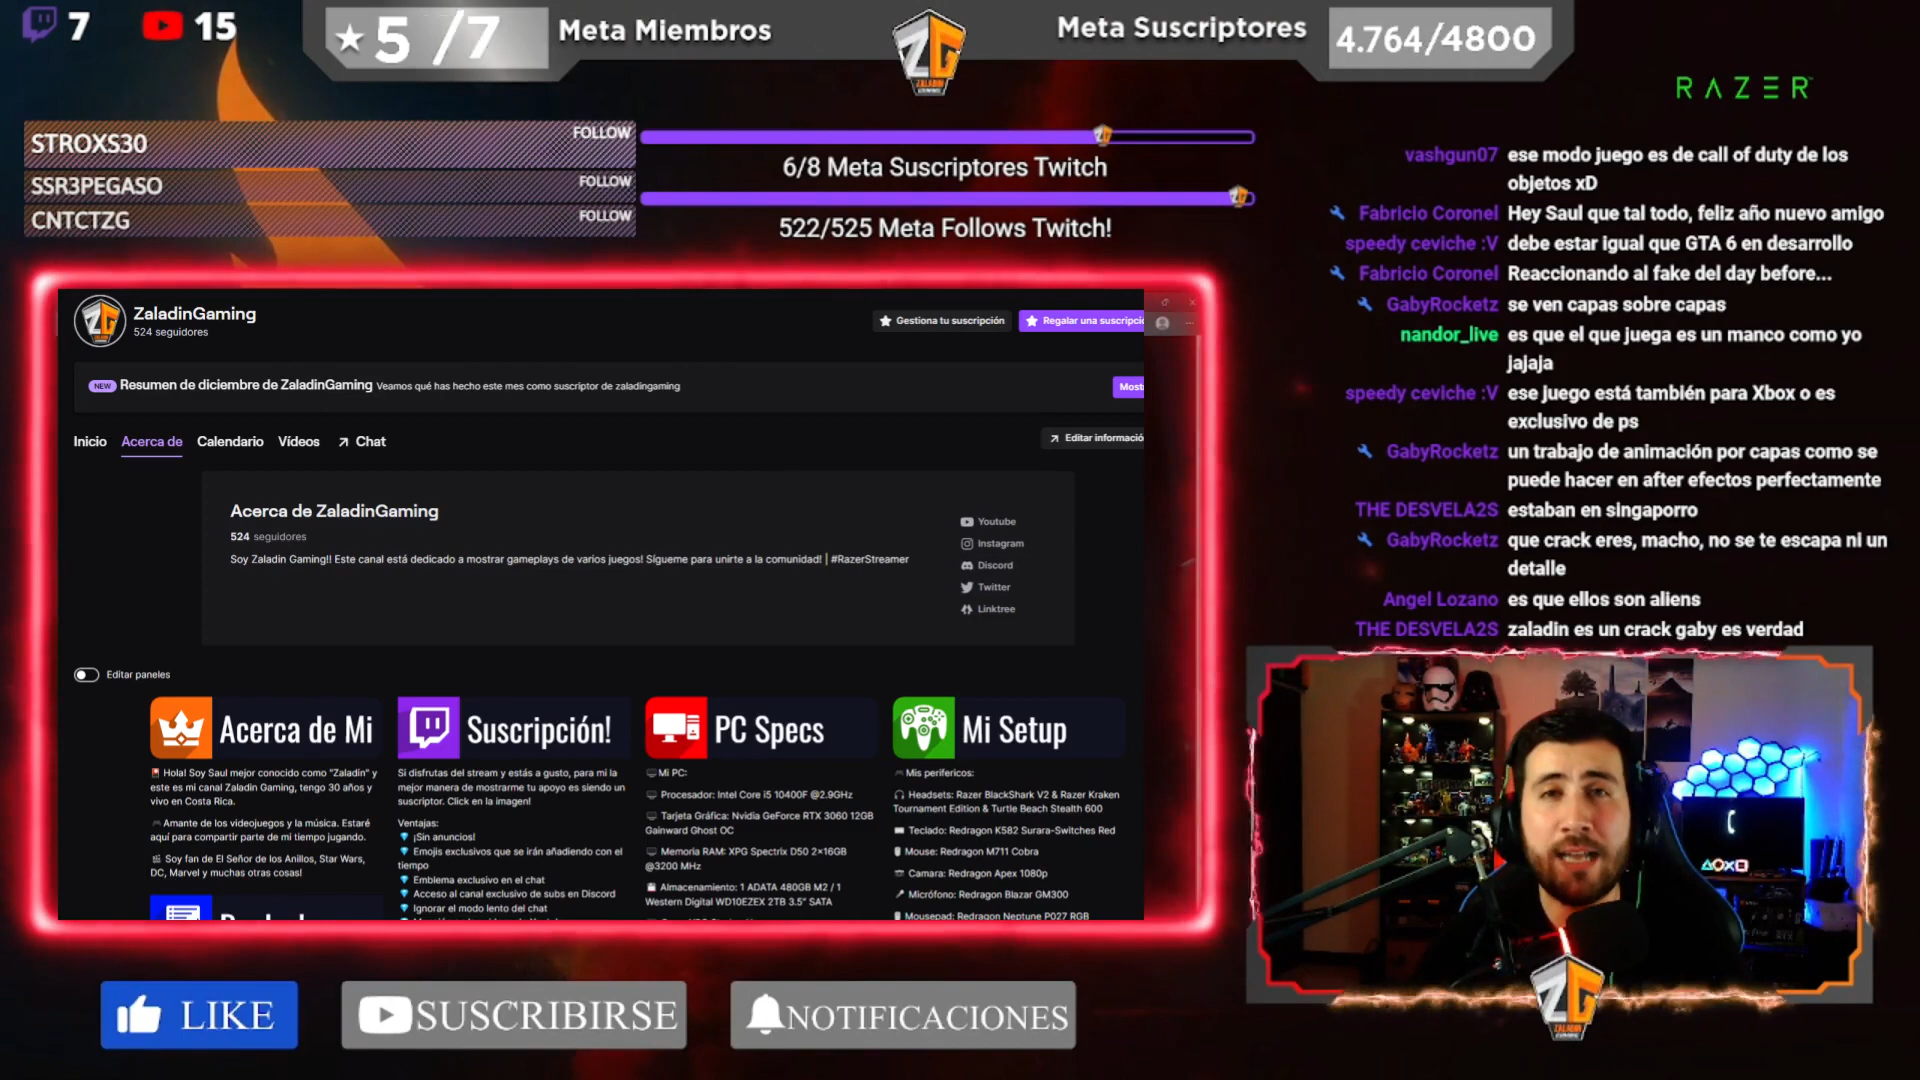 7
15
5 /7
Meta Miembros
ZG
ZALADIN
Meta Suscriptores
4.764/4800
RAZER
STROXS30
FOLLOW
SSR3PEGASO
FOLLOW
CNTCTZG
FOLLOW
6/8 Meta Suscriptores Twitch
522/525 Meta Follows Twitch!
vashgun07 ese modo juego es de call of duty de los
objetos xD
Fabricio Coronel Hey Saul que tal todo, feliz año nuevo amigo
speedy ceviche :V debe estar igual que GTA 6 en desarrollo
Fabricio Coronel Reaccionando al fake del day before...
GabyRocketz se ven capas sobre capas
nandor_live es que el que juega es un manco como yo
jajaja
speedy ceviche :V ese juego está también para Xbox o es
exclusivo de ps
GabyRocketz un trabajo de animación por capas como se
puede hacer en after efectos perfectamente
THE DESVELA2S estaban en singaporro
GabyRocketz que crack eres, macho, no se te escapa ni un
detalle
Angel Lozano es que ellos son aliens
THE DESVELA2S zaladin es un crack gaby es verdad
ZaladinGaming
524 seguidores
Gestiona tu suscripción
Regalar una suscripció
NEW Resumen de diciembre de ZaladinGaming Veamos qué has hecho este mes como suscriptor de zaladingaming
Most
Inicio Acerca de Calendario Vídeos Chat
Editar informació
Acerca de ZaladinGaming
524 seguidores
Soy Zaladin Gaming!! Este canal está dedicado a mostrar gameplays de varios juegos! Sígueme para unirte a la comunidad! | #RazerStreamer
Youtube
Instagram
Discord
Twitter
Linktree
Editar paneles
Acerca de Mi
Hola! Soy Saul mejor conocido como "Zaladin" y
este es mi canal Zaladin Gaming, tengo 30 años y
vivo en Costa Rica.
Amante de los videojuegos y la música. Estaré
aquí para compartir parte de mi tiempo jugando.
Soy fan de El Señor de los Anillos, Star Wars,
DC, Marvel y muchas otras cosas!
Suscripción!
Si disfrutas del stream y estás a gusto, para mi la
mejor manera de mostrarme tu apoyo es siendo un
suscriptor. Click en la imagen!
Ventajas:
¡Sin anuncios!
Emojis exclusivos que se irán añadiendo con el
tiempo
Emblema exclusivo en el chat
Acceso al canal exclusivo de subs en Discord
Ignorar el modo lento del chat
PC Specs
Mi PC:
Procesador: Intel Core i5 10400F @2.9GHz
Tarjeta Gráfica: Nvidia GeForce RTX 3060 12GB
Gainward Ghost OC
Memoria RAM: XPG Spectrix D50 2x16GB
@3200 MHz
Almacenamiento: 1 ADATA 480GB M2 / 1
Western Digital WD10EZEX 2TB 3.5" SATA
Mi Setup
Mis perifericos:
Headsets: Razer BlackShark V2 & Razer Kraken
Tournament Edition & Turtle Beach Stealth 600
Teclado: Redragon K582 Surara-Switches Red
Mouse: Redragon M711 Cobra
Camara: Redragon Apex 1080p
Micrófono: Redragon Blazar GM300
Mousepad: Redragon Neptune P027 RGB
LIKE
SUSCRIBIRSE
NOTIFICACIONES
ZG
ZALADIN